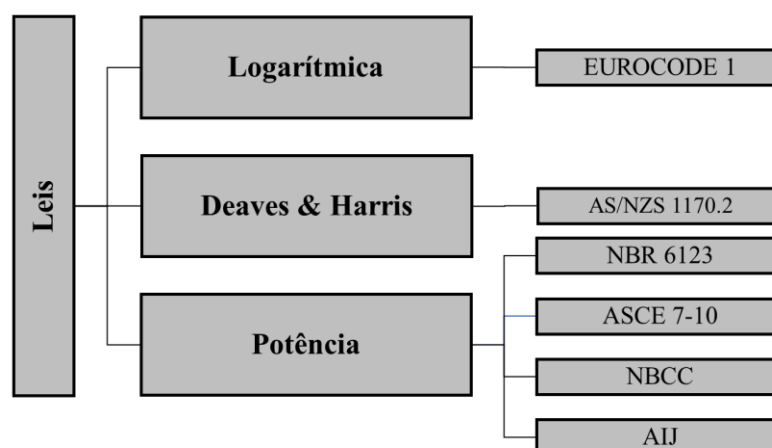 Leis
Logarítmica
EUROCODE 1
Deaves & Harris
AS/NZS 1170.2
Potência
NBR 6123
ASCE 7-10
NBCC
AIJ